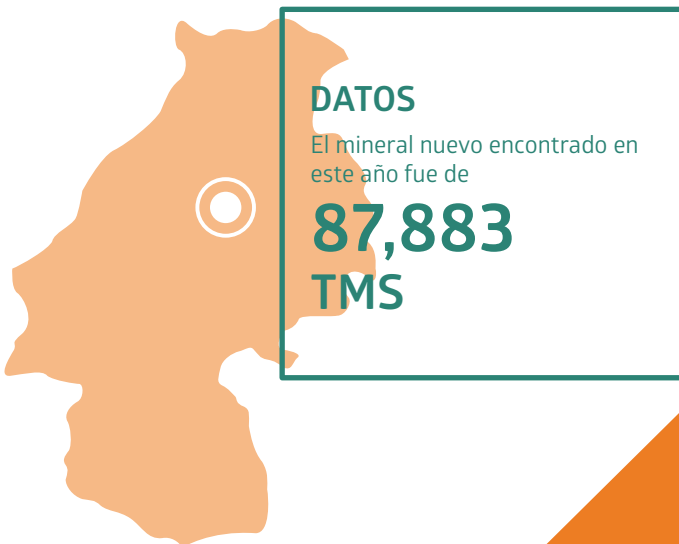 DATOS
El mineral nuevo encontrado en
este año fue de
87,883
TMS